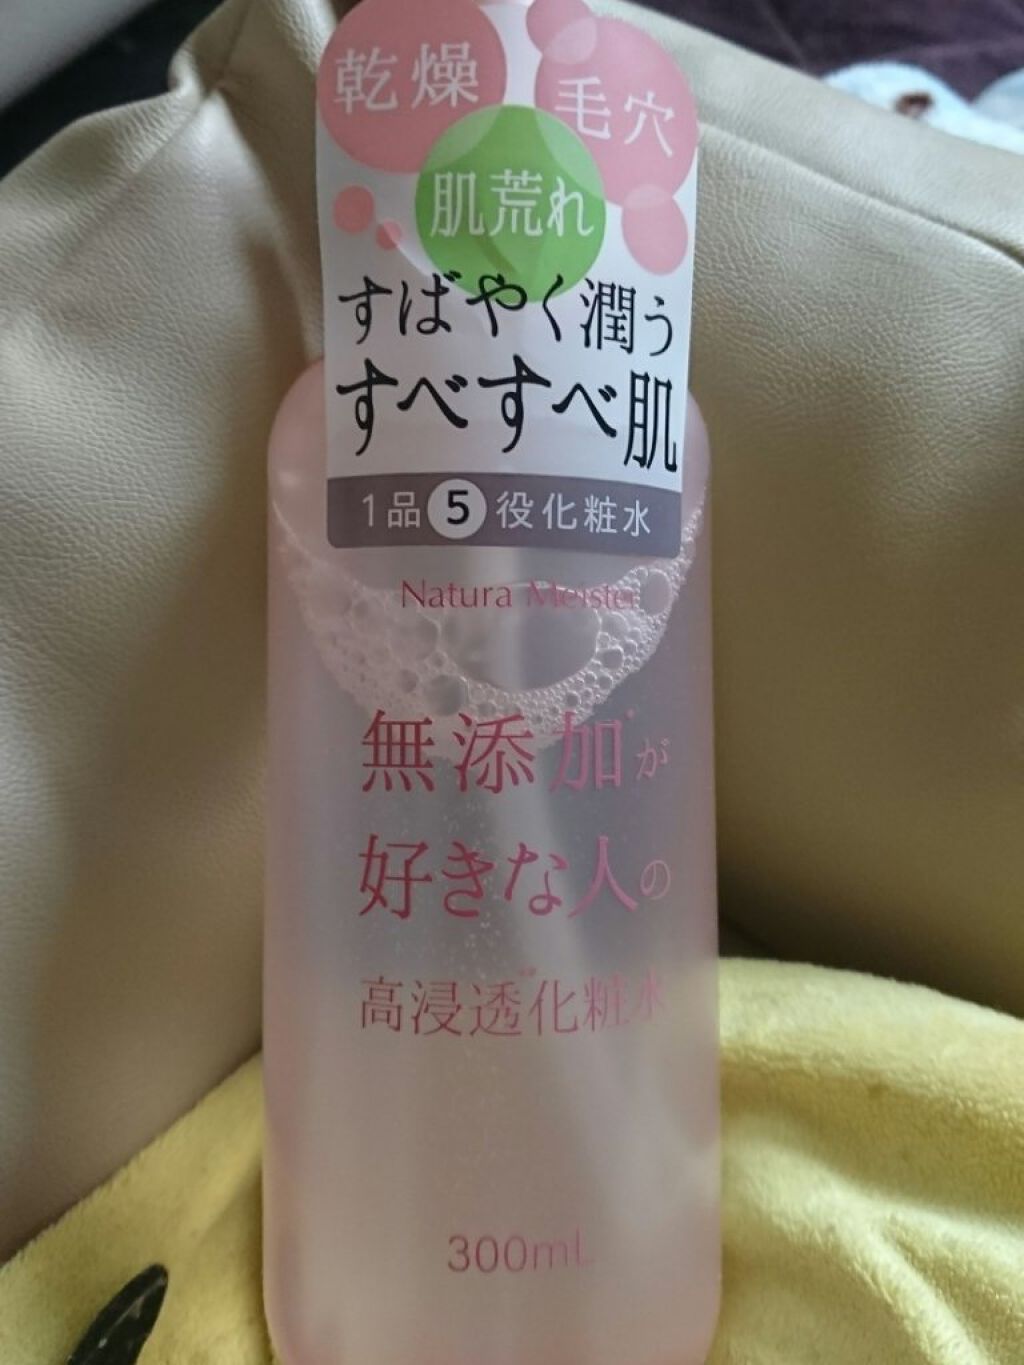 乾燥
毛穴
肌荒れ
すばやく潤う
すべすべ肌
1品5役化粧水
Natura Meister
無添加*が
好きな人の
高浸透化粧水
300mL